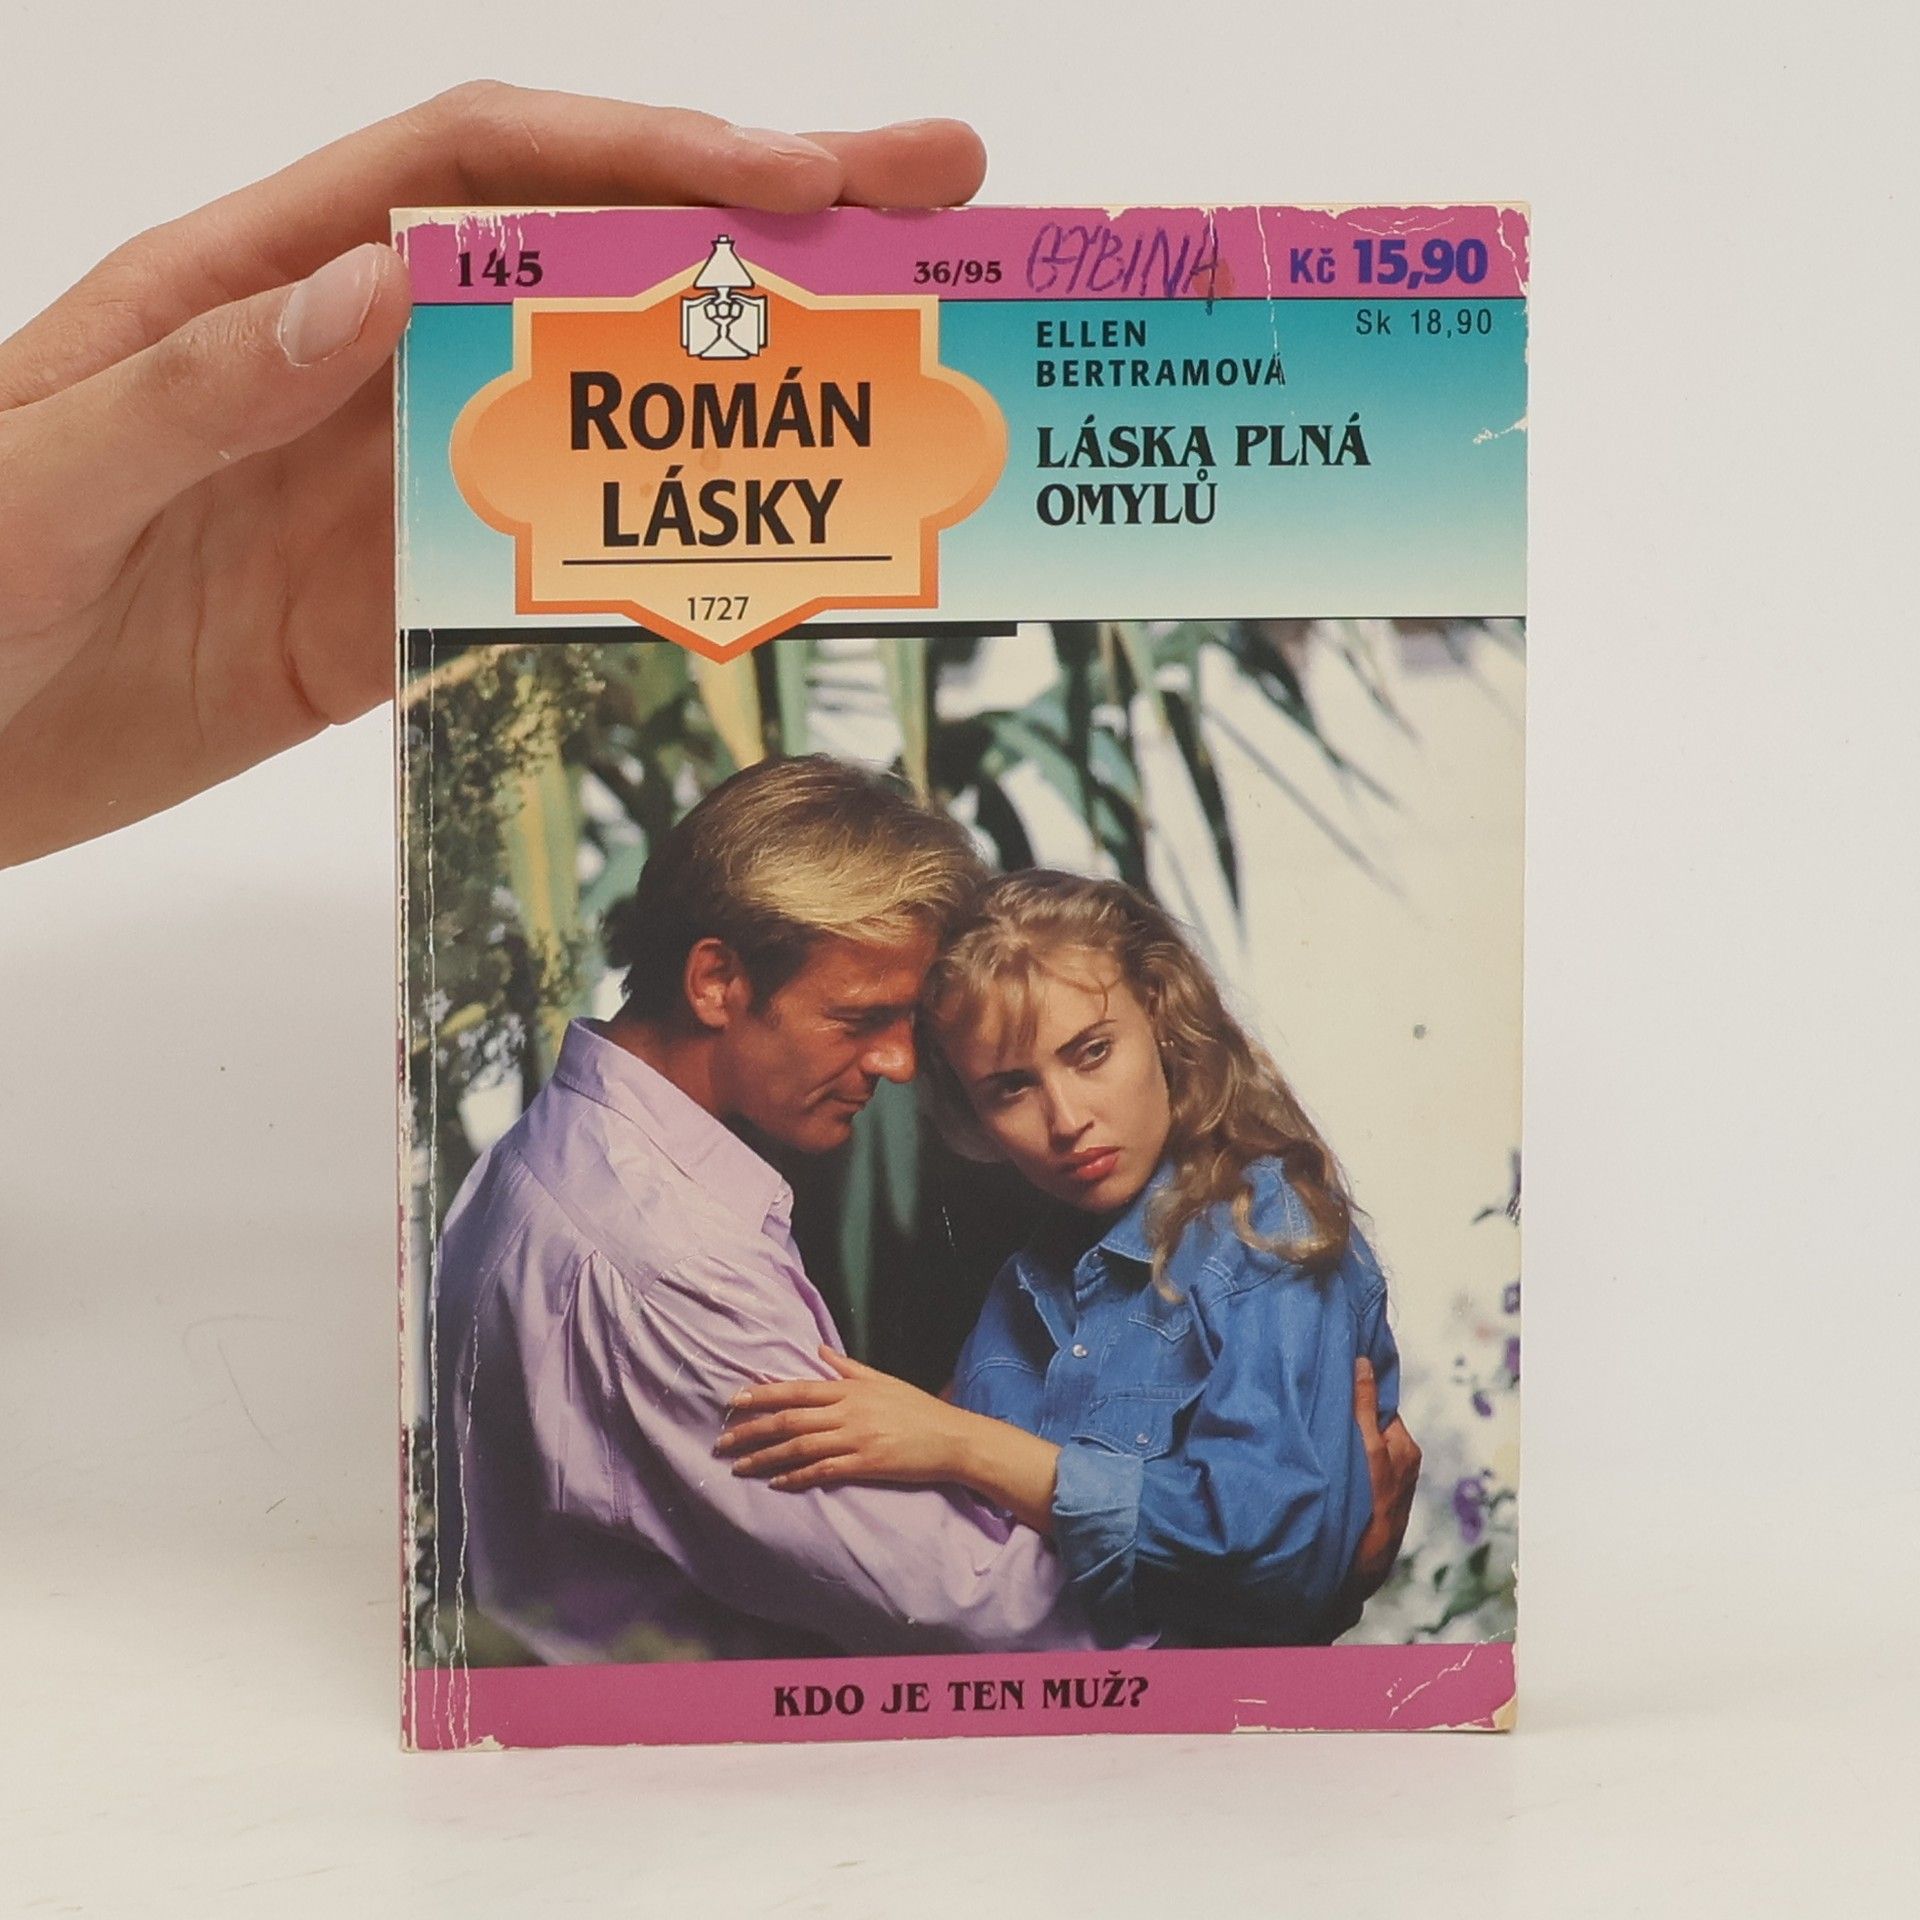 145
36/95
Kč 15,90
Sk 18,90
ROMÁN
LÁSKY
1727
ELLEN
BERTRAMOVÁ
LÁSKA PLNÁ
OMYLŮ
KDO JE TEN MUŽ?